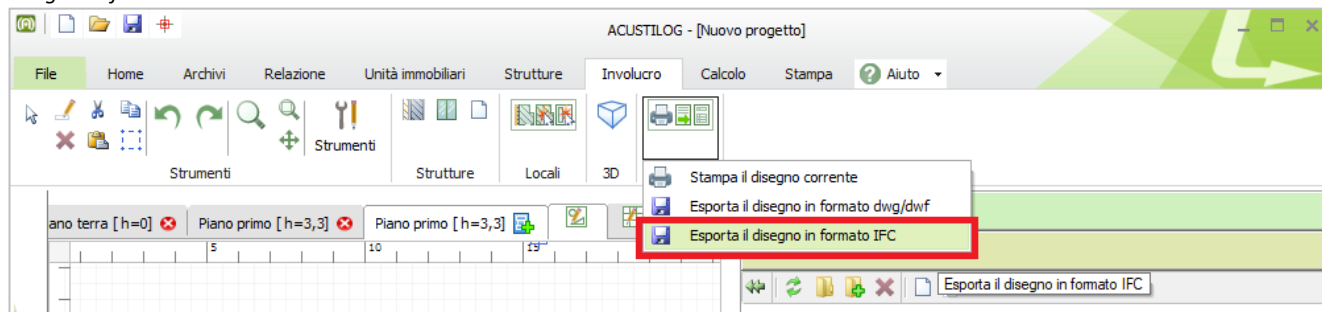 ACUSTILOG - [Nuovo progetto]
File Home Archivi Relazione Unità immobiliari Strutture Involucro Calcolo Stampa Aiuto
Strumenti
Strumenti Strutture Locali 3D
Stampa il disegno corrente
Esporta il disegno in formato dwg/dwf
Esporta il disegno in formato IFC
ano terra [ h=0] Piano primo [ h=3,3] Piano primo [ h=3,3]
5 10 15
Esporta il disegno in formato IFC